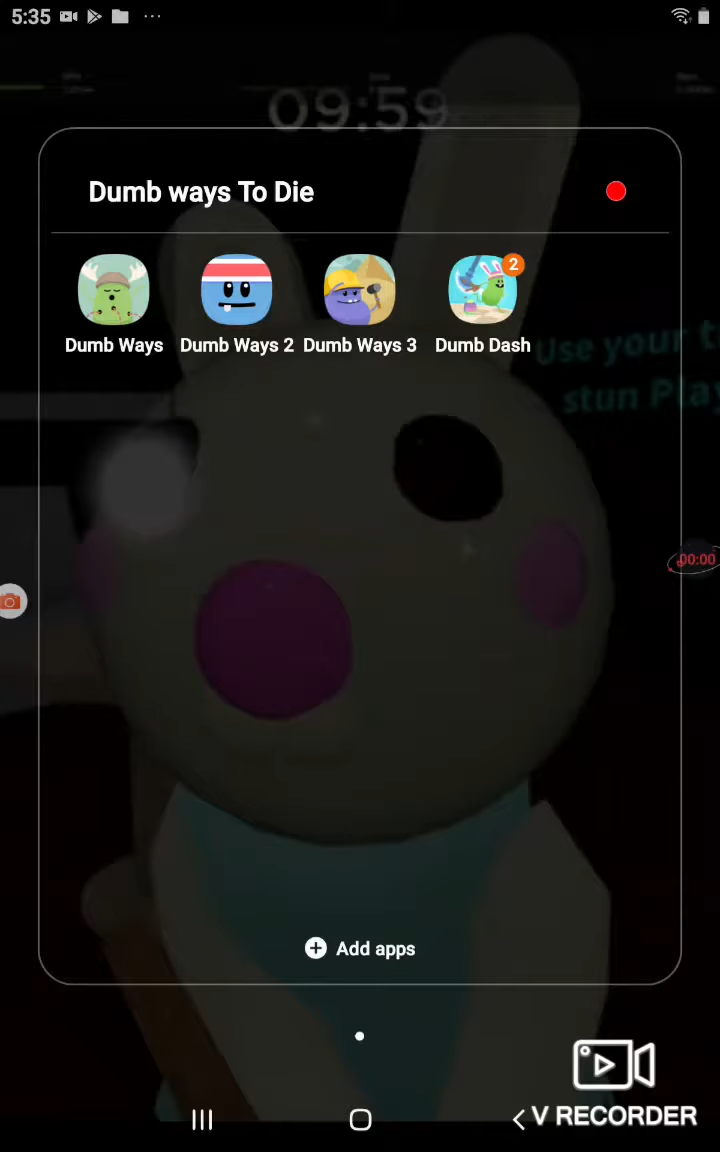 5:35
09:59
Dumb ways To Die
2
Dumb Ways
Dumb Ways 2
Dumb Ways 3
Dumb Dash
Use your t
stun Pla
00:00
Add apps
V RECORDER